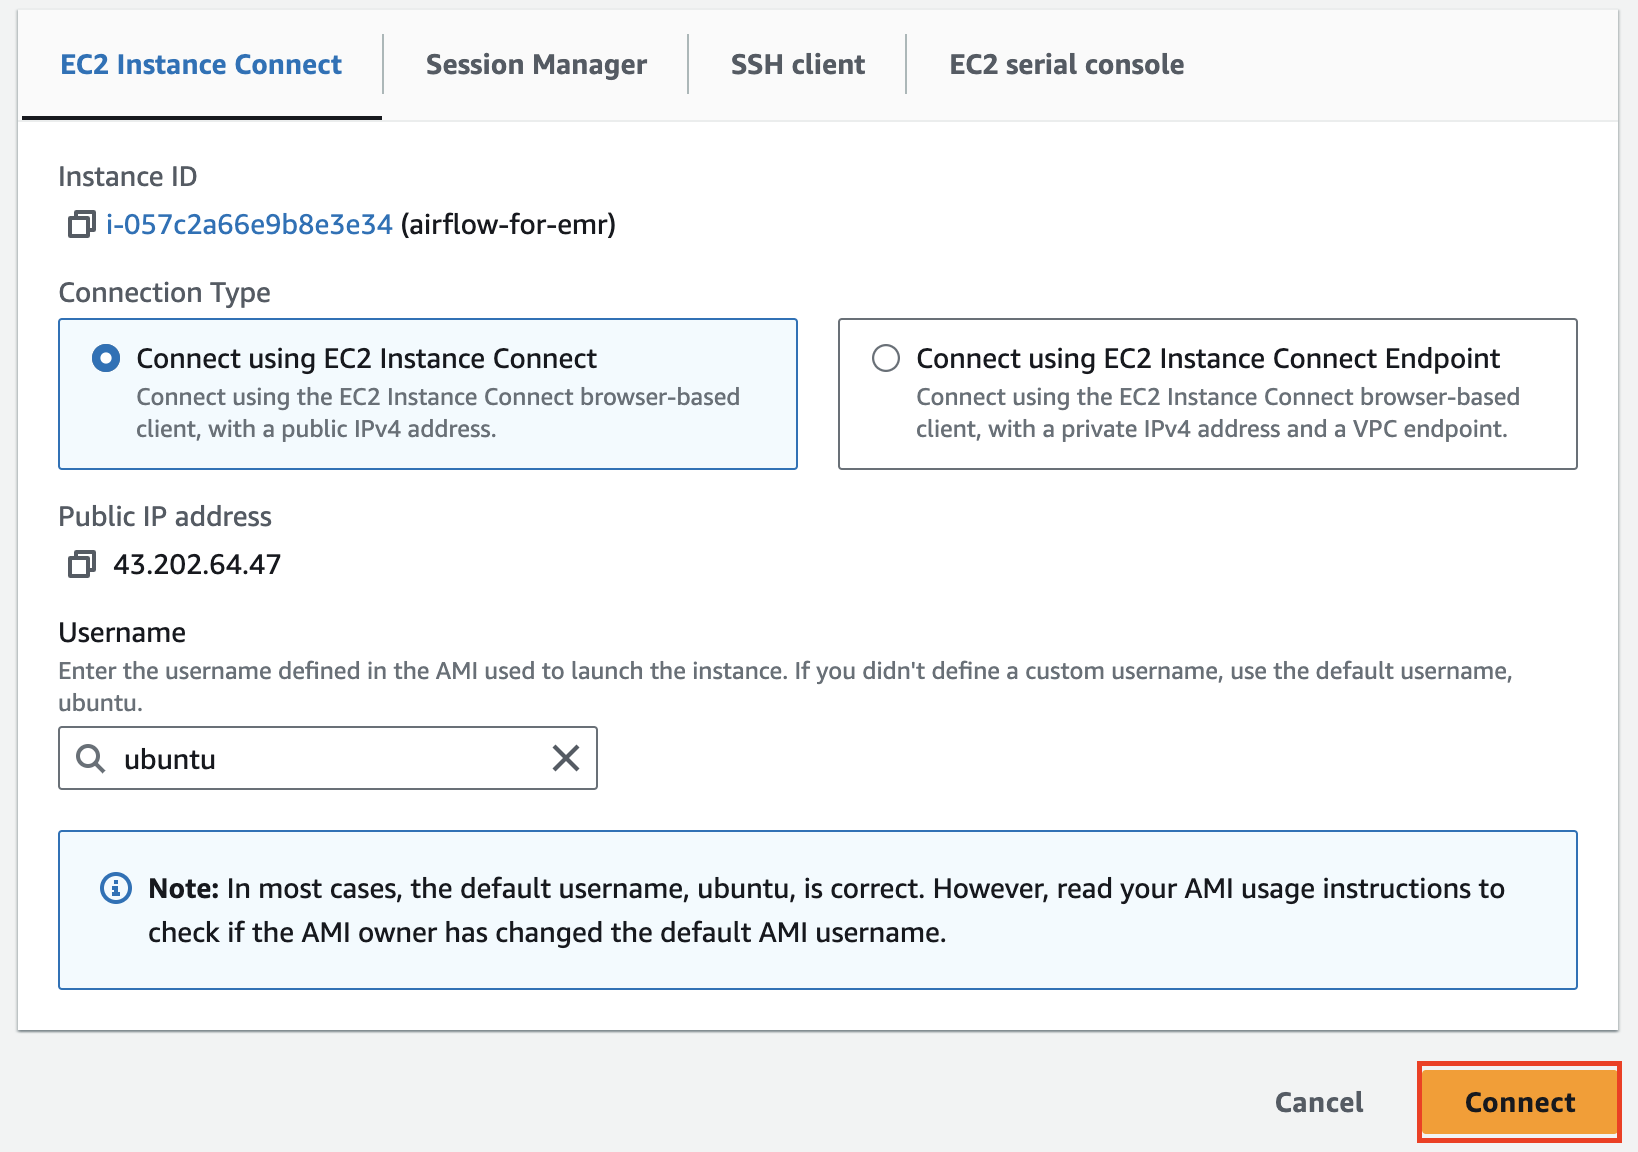 EC2 Instance Connect
Session Manager
SSH client
EC2 serial console
Instance ID
i-057c2a66e9b8e3e34 (airflow-for-emr)
Connection Type
Connect using EC2 Instance Connect
Connect using the EC2 Instance Connect browser-based
client, with a public IPv4 address.
Connect using EC2 Instance Connect Endpoint
Connect using the EC2 Instance Connect browser-based
client, with a private IPv4 address and a VPC endpoint.
Public IP address
43.202.64.47
Username
Enter the username defined in the AMI used to launch the instance. If you didn't define a custom username, use the default username,
ubuntu.
ubuntu
Note: In most cases, the default username, ubuntu, is correct. However, read your AMI usage instructions to
check if the AMI owner has changed the default AMI username.
Cancel
Connect